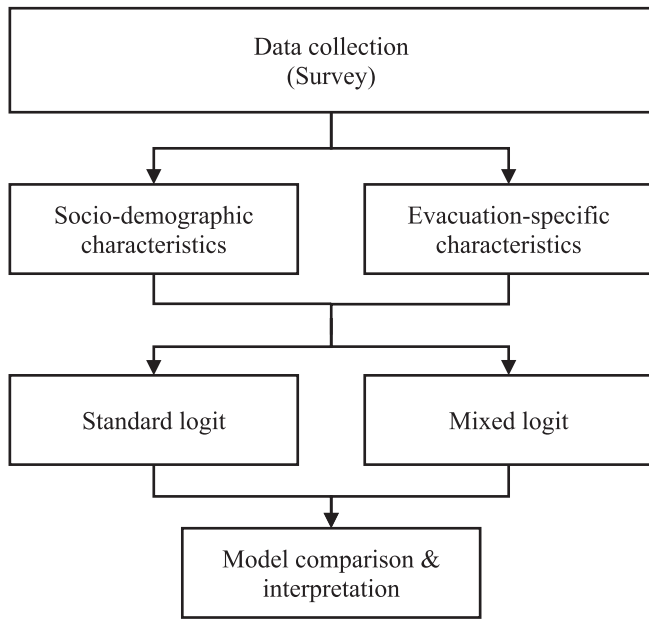 Data collection
(Survey)
Socio-demographic
characteristics
Evacuation-specific
characteristics
Standard logit
Mixed logit
Model comparison &
interpretation